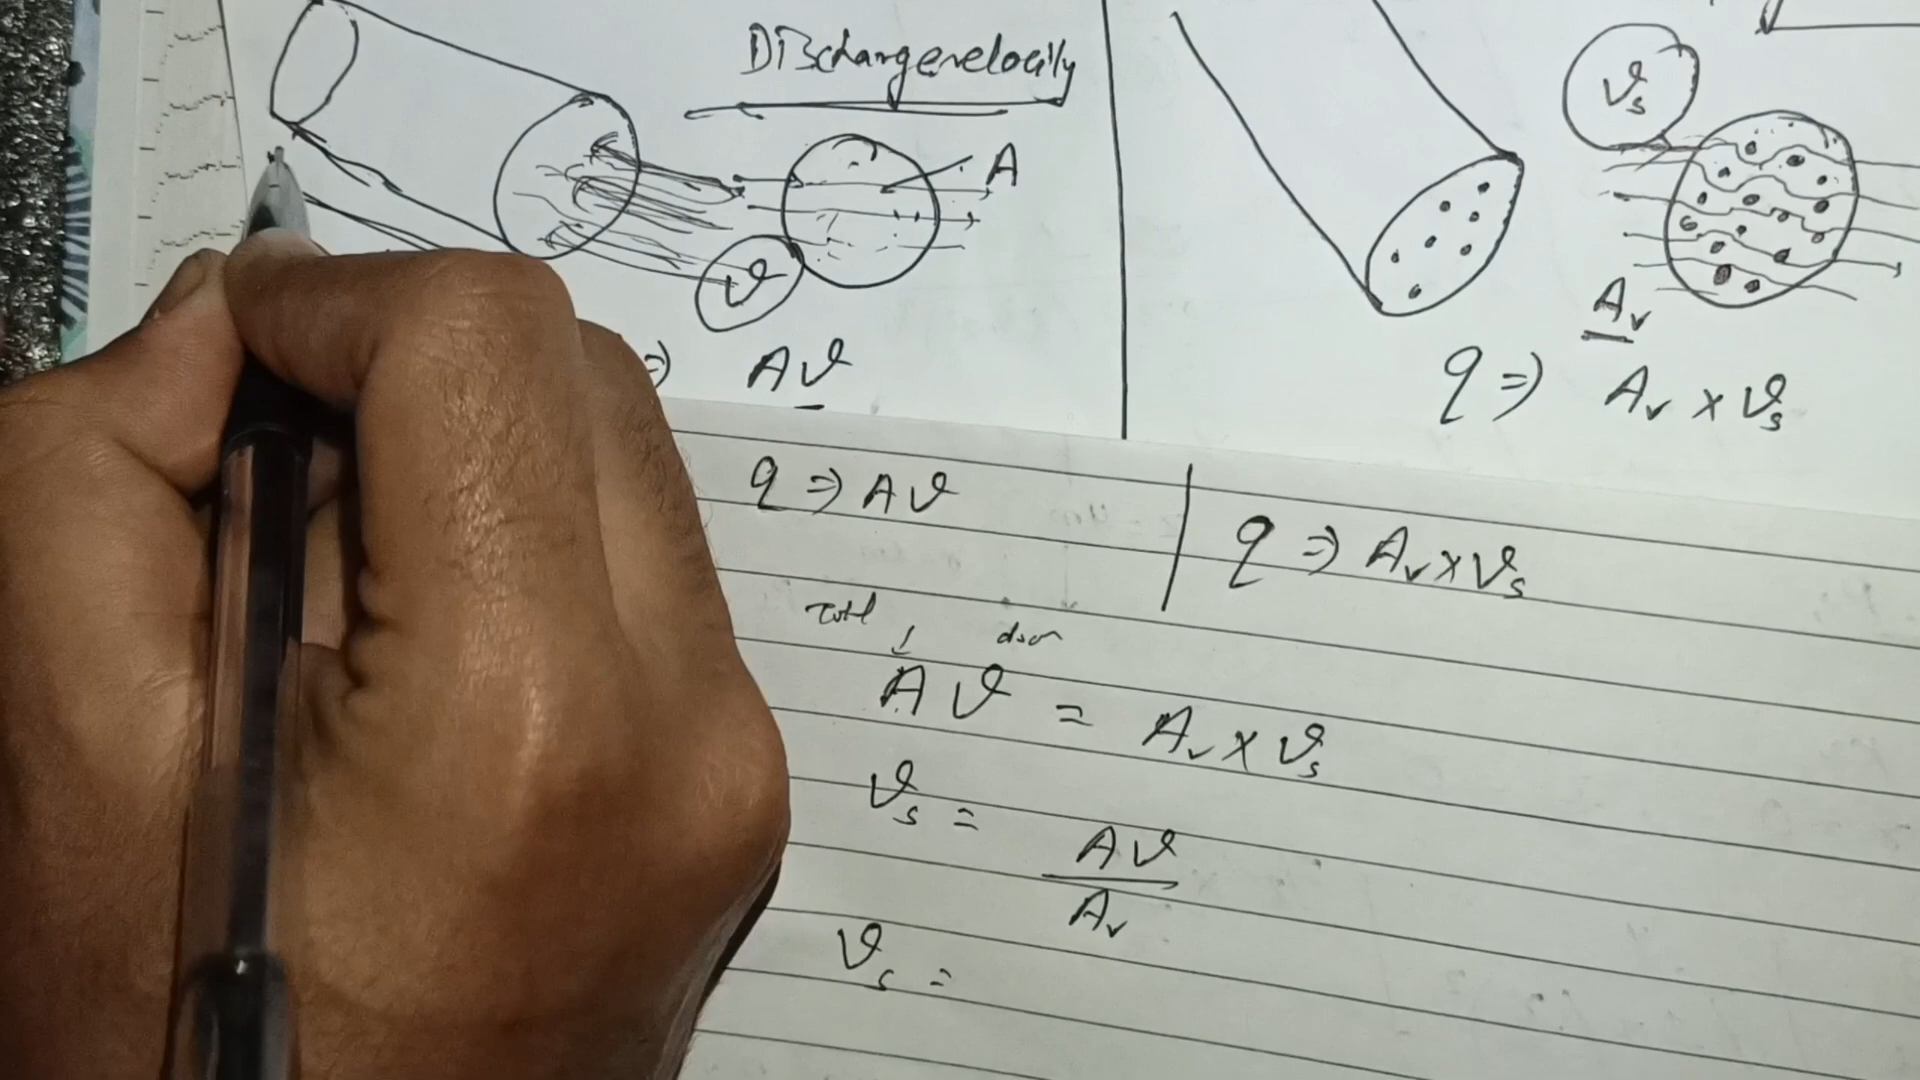 Discharge velocity
A
v
⇒ Av
vs
Av
q ⇒ Av × vs
q ⇒ Av
q ⇒ Av × vs
Total ↓
Av = Av × vs
vs = Av / Av
vs =